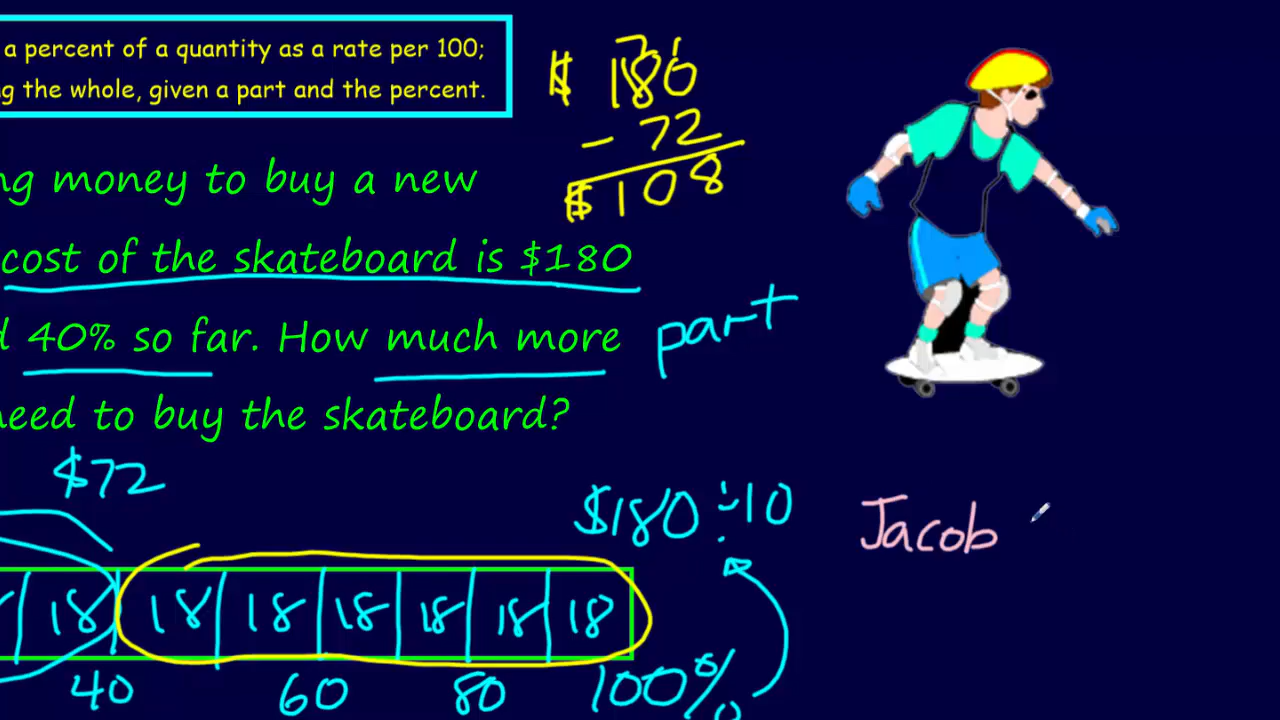 a percent of a quantity as a rate per 100;
g the whole, given a part and the percent.
$ 180
- 72
$ 108
ng money to buy a new
cost of the skateboard is $180
d 40% so far. How much more
need to buy the skateboard?
part
$72
$180 ÷ 10
Jacob
18 18 18 18 18 18 18
40 60 80 100%